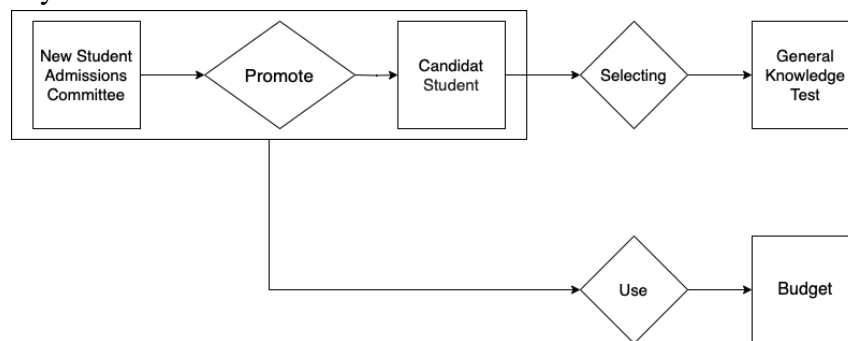 New Student
Admissions
Committee
Promote
Candidat
Student
Selecting
General
Knowledge
Test
Use
Budget